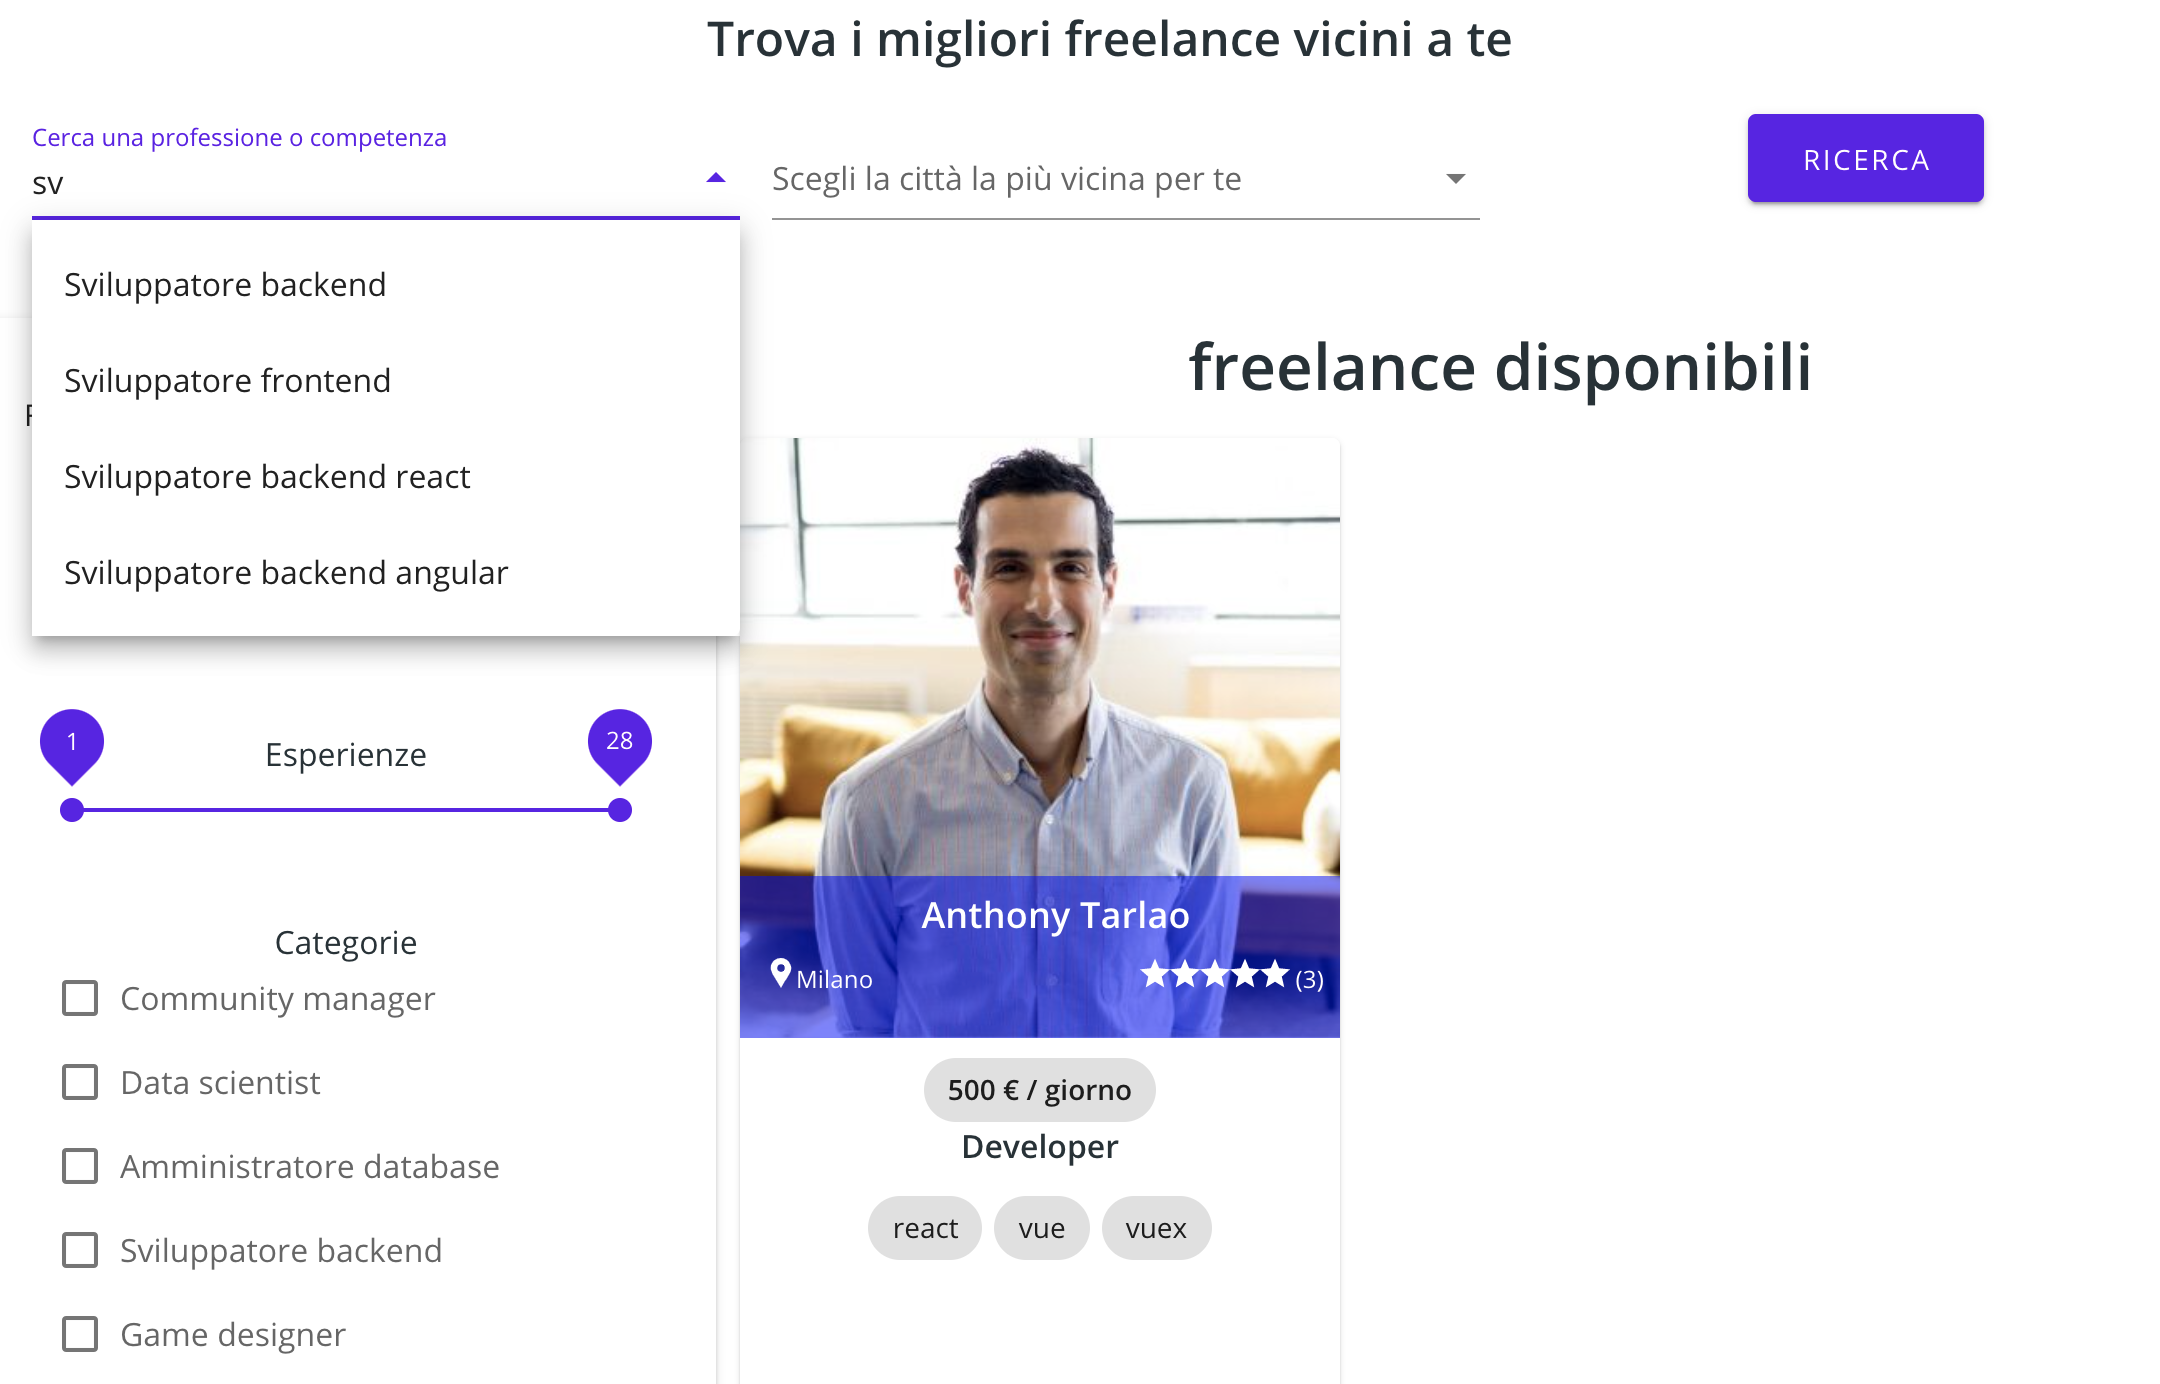 Trova i migliori freelance vicini a te
Cerca una professione o competenza
sv
Scegli la città la più vicina per te
RICERCA
Sviluppatore backend
Sviluppatore frontend
Sviluppatore backend react
Sviluppatore backend angular
freelance disponibili
1
Esperienze
28
Categorie
Community manager
Data scientist
Amministratore database
Sviluppatore backend
Game designer
Anthony Tarlao
Milano
(3)
500 € / giorno
Developer
react
vue
vuex